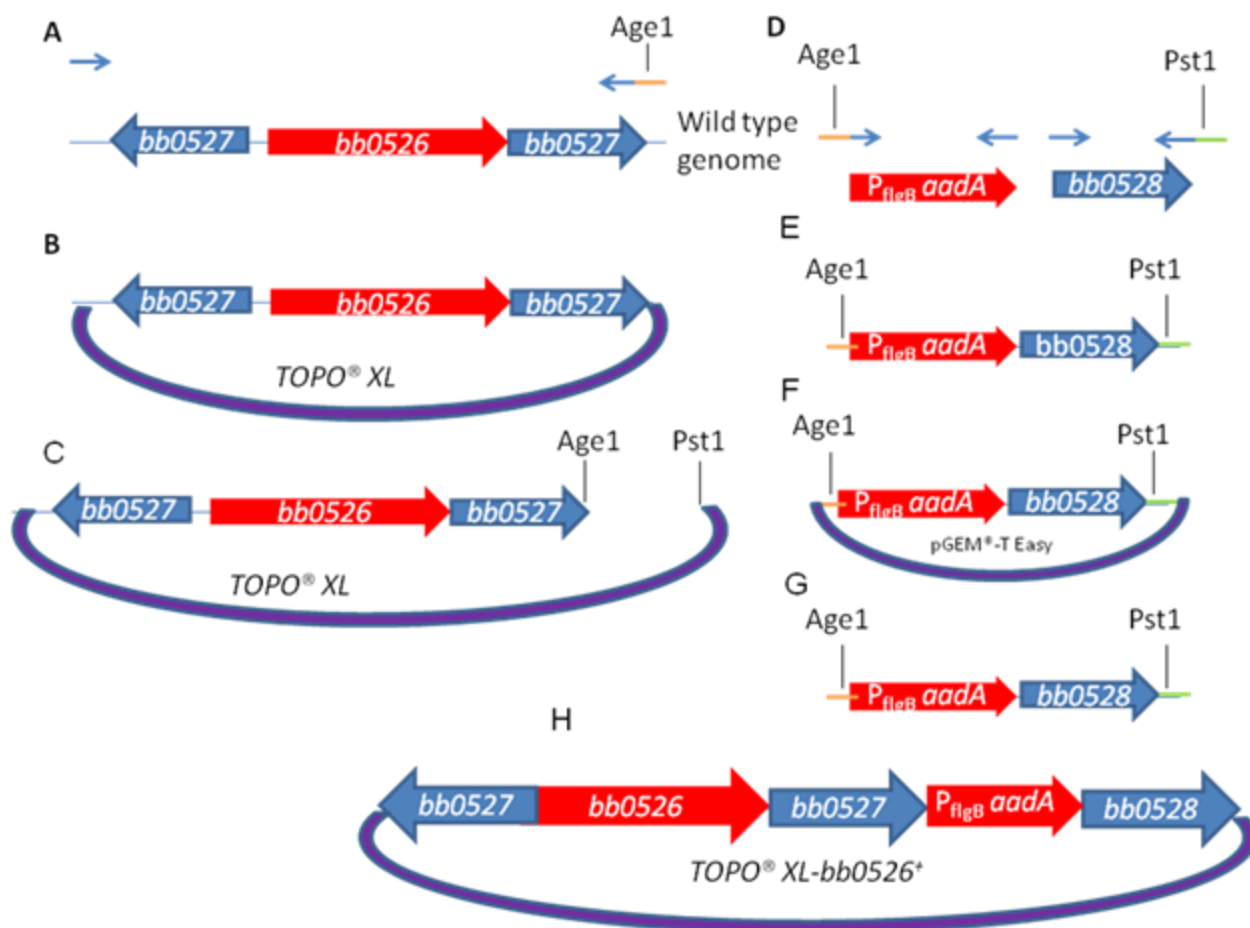 A
Age1
bb0527
bb0526
bb0527
Wild type
genome
B
bb0527
bb0526
bb0527
TOPO® XL
C
Age1
Pst1
bb0527
bb0526
bb0527
TOPO® XL
D
Age1
Pst1
PflgB aadA
bb0528
E
Age1
Pst1
PflgB aadA
bb0528
F
Age1
Pst1
PflgB aadA
bb0528
pGEM®-T Easy
G
Age1
Pst1
PflgB aadA
bb0528
H
bb0527
bb0526
bb0527
PflgB aadA
bb0528
TOPO® XL-bb0526+